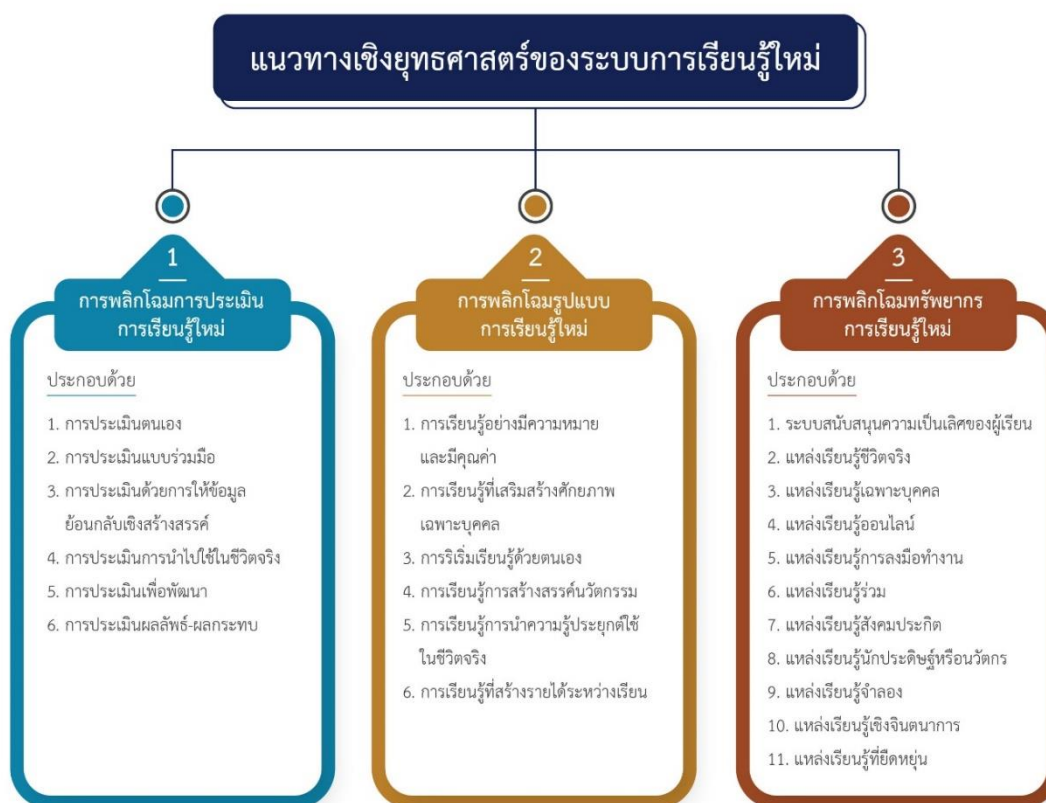 แนวทางเชิงยุทธศาสตร์ของระบบการเรียนรู้ใหม่
1
การพลิกโฉมการประเมิน
การเรียนรู้ใหม่
ประกอบด้วย
1. การประเมินตนเอง
2. การประเมินแบบร่วมมือ
3. การประเมินด้วยการให้ข้อมูล
ย้อนกลับเชิงสร้างสรรค์
4. การประเมินการนำไปใช้ในชีวิตจริง
5. การประเมินเพื่อพัฒนา
6. การประเมินผลลัพธ์-ผลกระทบ
2
การพลิกโฉมรูปแบบ
การเรียนรู้ใหม่
ประกอบด้วย
1. การเรียนรู้อย่างมีความหมาย
และมีคุณค่า
2. การเรียนรู้ที่เสริมสร้างศักยภาพ
เฉพาะบุคคล
3. การริเริ่มเรียนรู้ด้วยตนเอง
4. การเรียนรู้การสร้างสรรค์นวัตกรรม
5. การเรียนรู้การนำความรู้ประยุกต์ใช้
ในชีวิตจริง
6. การเรียนรู้ที่สร้างรายได้ระหว่างเรียน
3
การพลิกโฉมทรัพยากร
การเรียนรู้ใหม่
ประกอบด้วย
1. ระบบสนับสนุนความเป็นเลิศของผู้เรียน
2. แหล่งเรียนรู้ชีวิตจริง
3. แหล่งเรียนรู้เฉพาะบุคคล
4. แหล่งเรียนรู้ออนไลน์
5. แหล่งเรียนรู้การลงมือทำงาน
6. แหล่งเรียนรู้ร่วม
7. แหล่งเรียนรู้สังคมประกิต
8. แหล่งเรียนรู้นักประดิษฐ์หรือนวัตกร
9. แหล่งเรียนรู้จำลอง
10. แหล่งเรียนรู้เชิงจินตนาการ
11. แหล่งเรียนรู้ที่ยืดหยุ่น